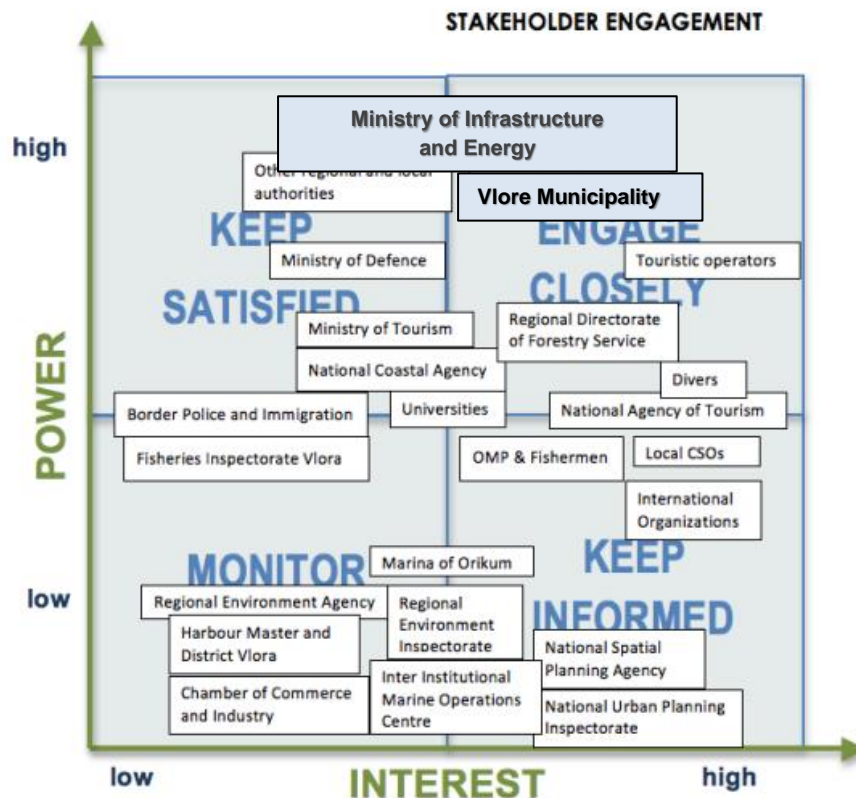 STAKEHOLDER ENGAGEMENT
high
Ministry of Infrastructure
and Energy
Other regional and local
authorities
Vlore Municipality
KEEP
SATISFIED
ENGAGE
CLOSELY
Ministry of Defence
Touristic operators
Ministry of Tourism
Regional Directorate
of Forestry Service
National Coastal Agency
Divers
Border Police and Immigration
Universities
National Agency of Tourism
POWER
Fisheries Inspectorate Vlora
OMP & Fishermen
Local CSOs
International
Organizations
MONITOR
KEEP
INFORMED
Marina of Orikum
low
Regional Environment Agency
Regional
Environment
Inspectorate
Harbour Master and
District Vlora
National Spatial
Planning Agency
Chamber of Commerce
and Industry
Inter Institutional
Marine Operations
Centre
National Urban Planning
Inspectorate
low
INTEREST
high